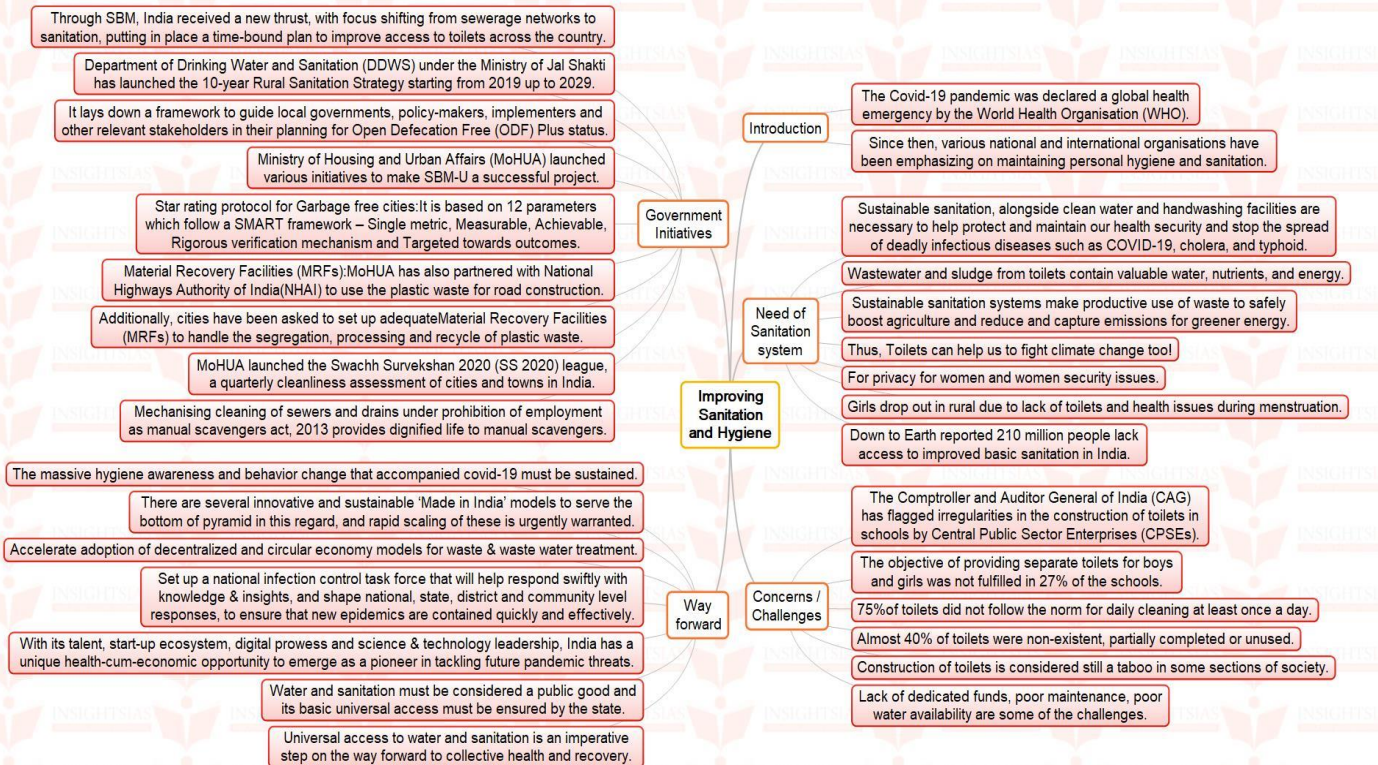 Improving
Sanitation
and Hygiene
Introduction
The Covid-19 pandemic was declared a global health
emergency by the World Health Organisation (WHO).
Since then, various national and international organisations have
been emphasizing on maintaining personal hygiene and sanitation.
Need of
Sanitation
system
Sustainable sanitation, alongside clean water and handwashing facilities are
necessary to help protect and maintain our health security and stop the spread
of deadly infectious diseases such as COVID-19, cholera, and typhoid.
Wastewater and sludge from toilets contain valuable water, nutrients, and energy.
Sustainable sanitation systems make productive use of waste to safely
boost agriculture and reduce and capture emissions for greener energy.
Thus, Toilets can help us to fight climate change too!
For privacy for women and women security issues.
Girls drop out in rural due to lack of toilets and health issues during menstruation.
Down to Earth reported 210 million people lack
access to improved basic sanitation in India.
Concerns /
Challenges
The Comptroller and Auditor General of India (CAG)
has flagged irregularities in the construction of toilets in
schools by Central Public Sector Enterprises (CPSEs).
The objective of providing separate toilets for boys
and girls was not fulfilled in 27% of the schools.
75%of toilets did not follow the norm for daily cleaning at least once a day.
Almost 40% of toilets were non-existent, partially completed or unused.
Construction of toilets is considered still a taboo in some sections of society.
Lack of dedicated funds, poor maintenance, poor
water availability are some of the challenges.
Government
Initiatives
Through SBM, India received a new thrust, with focus shifting from sewerage networks to
sanitation, putting in place a time-bound plan to improve access to toilets across the country.
Department of Drinking Water and Sanitation (DDWS) under the Ministry of Jal Shakti
has launched the 10-year Rural Sanitation Strategy starting from 2019 up to 2029.
It lays down a framework to guide local governments, policy-makers, implementers and
other relevant stakeholders in their planning for Open Defecation Free (ODF) Plus status.
Ministry of Housing and Urban Affairs (MoHUA) launched
various initiatives to make SBM-U a successful project.
Star rating protocol for Garbage free cities:It is based on 12 parameters
which follow a SMART framework – Single metric, Measurable, Achievable,
Rigorous verification mechanism and Targeted towards outcomes.
Material Recovery Facilities (MRFs):MoHUA has also partnered with National
Highways Authority of India(NHAI) to use the plastic waste for road construction.
Additionally, cities have been asked to set up adequateMaterial Recovery Facilities
(MRFs) to handle the segregation, processing and recycle of plastic waste.
MoHUA launched the Swachh Survekshan 2020 (SS 2020) league,
a quarterly cleanliness assessment of cities and towns in India.
Mechanising cleaning of sewers and drains under prohibition of employment
as manual scavengers act, 2013 provides dignified life to manual scavengers.
Way
forward
The massive hygiene awareness and behavior change that accompanied covid-19 must be sustained.
There are several innovative and sustainable ‘Made in India’ models to serve the
bottom of pyramid in this regard, and rapid scaling of these is urgently warranted.
Accelerate adoption of decentralized and circular economy models for waste & waste water treatment.
Set up a national infection control task force that will help respond swiftly with
knowledge & insights, and shape national, state, district and community level
responses, to ensure that new epidemics are contained quickly and effectively.
With its talent, start-up ecosystem, digital prowess and science & technology leadership, India has a
unique health-cum-economic opportunity to emerge as a pioneer in tackling future pandemic threats.
Water and sanitation must be considered a public good and
its basic universal access must be ensured by the state.
Universal access to water and sanitation is an imperative
step on the way forward to collective health and recovery.
INSIGHTSIAS